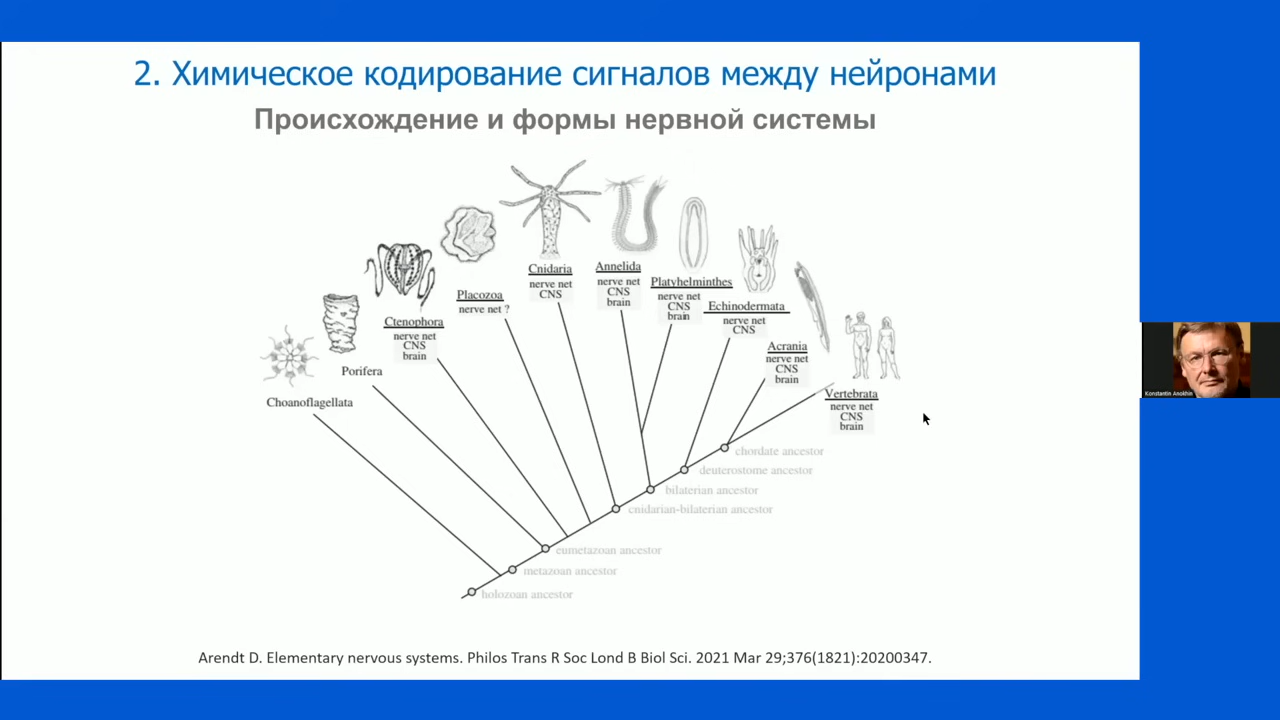 2. Химическое кодирование сигналов между нейронами
Происхождение и формы нервной системы
Cnidaria
nerve net
CNS
Annelida
nerve net
CNS
brain
Platyhelminthes
nerve net
CNS
brain
Placozoa
nerve net ?
Echinodermata
nerve net
CNS
Ctenophora
nerve net
CNS
brain
Acrania
nerve net
CNS
brain
Porifera
Choanoflagellata
Vertebrata
nerve net
CNS
brain
chordate ancestor
deuterostome ancestor
bilaterian ancestor
cnidarian-bilaterian ancestor
eumetazoan ancestor
metazoan ancestor
holozoan ancestor
Konstantin Anokhin
Arendt D. Elementary nervous systems. Philos Trans R Soc Lond B Biol Sci. 2021 Mar 29;376(1821):20200347.